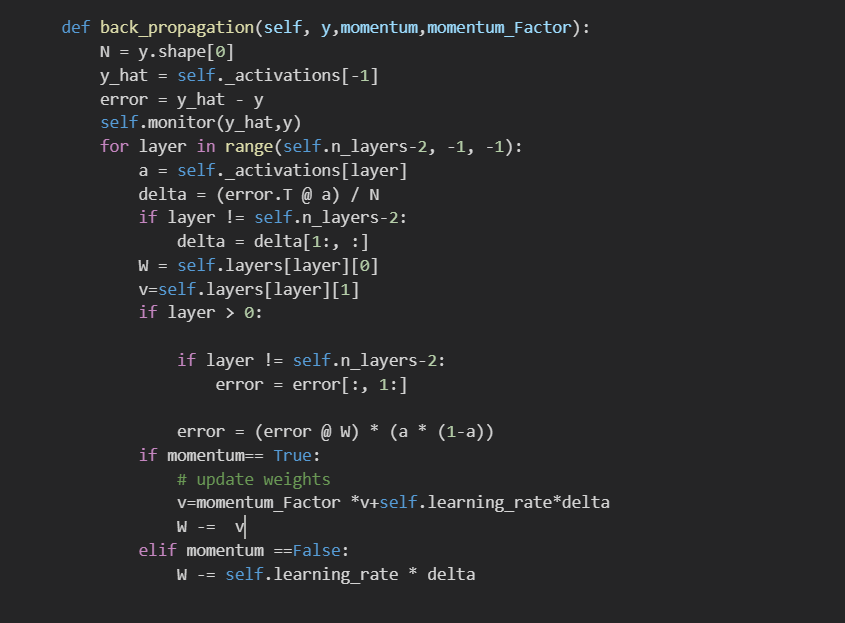 def back_propagation(self, y,momentum,momentum_Factor):
    N = y.shape[0]
    y_hat = self._activations[-1]
    error = y_hat - y
    self.monitor(y_hat,y)
    for layer in range(self.n_layers-2, -1, -1):
        a = self._activations[layer]
        delta = (error.T @ a) / N
        if layer != self.n_layers-2:
            delta = delta[1:, :]
        W = self.layers[layer][0]
        v=self.layers[layer][1]
        if layer > 0:

            if layer != self.n_layers-2:
                error = error[:, 1:]

            error = (error @ W) * (a * (1-a))
        if momentum== True:
            # update weights
            v=momentum_Factor *v+self.learning_rate*delta
            W -=  v
        elif momentum ==False:
            W -= self.learning_rate * delta